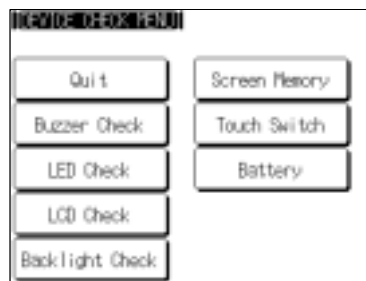 [DEVICE CHECK MENU]
Quit
Buzzer Check
LED Check
LCD Check
Backlight Check
Screen Memory
Touch Switch
Battery